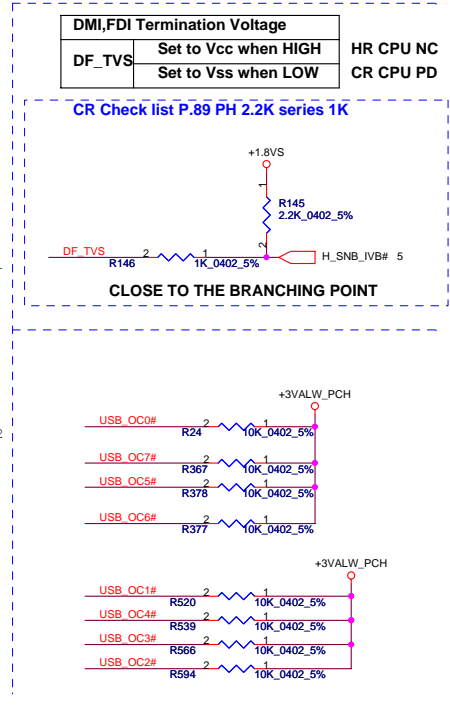 DMI,FDI Termination Voltage
DF_TVS
Set to Vcc when HIGH
HR CPU NC
Set to Vss when LOW
CR CPU PD
CR Check list P.89 PH 2.2K series 1K
+1.8VS
1
R145
2.2K_0402_5%
2
DF_TVS
2
1
H_SNB_IVB# 5
R146
1K_0402_5%
CLOSE TO THE BRANCHING POINT
+3VALW_PCH
USB_OC0#
2
1
R24
10K_0402_5%
USB_OC7#
2
1
R367
10K_0402_5%
USB_OC5#
2
1
R378
10K_0402_5%
USB_OC6#
2
1
R377
10K_0402_5%
+3VALW_PCH
USB_OC1#
2
1
R520
10K_0402_5%
USB_OC4#
2
1
R539
10K_0402_5%
USB_OC3#
2
1
R566
10K_0402_5%
USB_OC2#
2
1
R594
10K_0402_5%